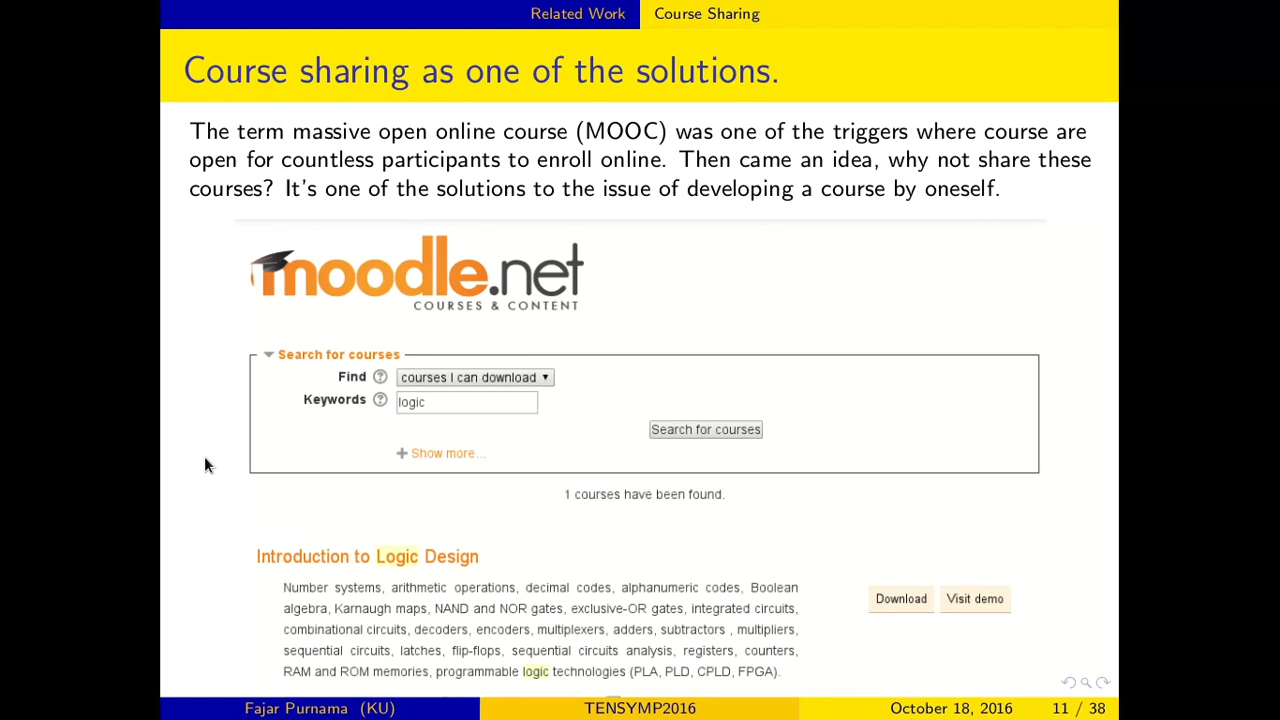 Related Work Course Sharing
Course sharing as one of the solutions.
The term massive open online course (MOOC) was one of the triggers where course are
open for countless participants to enroll online. Then came an idea, why not share these
courses? It's one of the solutions to the issue of developing a course by oneself.
moodle.net
COURSES & CONTENT
Search for courses
Find ? courses I can download
Keywords ? logic
Search for courses
Show more...
1 courses have been found.
Introduction to Logic Design
Number systems, arithmetic operations, decimal codes, alphanumeric codes, Boolean
algebra, Karnaugh maps, NAND and NOR gates, exclusive-OR gates, integrated circuits,
combinational circuits, decoders, encoders, multiplexers, adders, subtractors , multipliers,
sequential circuits, latches, flip-flops, sequential circuits analysis, registers, counters,
RAM and ROM memories, programmable logic technologies (PLA, PLD, CPLD, FPGA).
Download Visit demo
Fajar Purnama (KU) TENSYMP2016 October 18, 2016 11 / 38